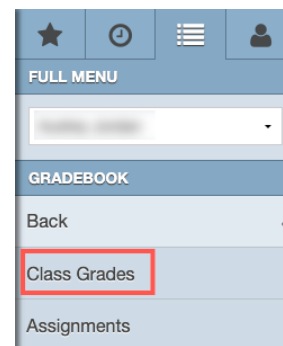 FULL MENU
GRADEBOOK
Back
Class Grades
Assignments